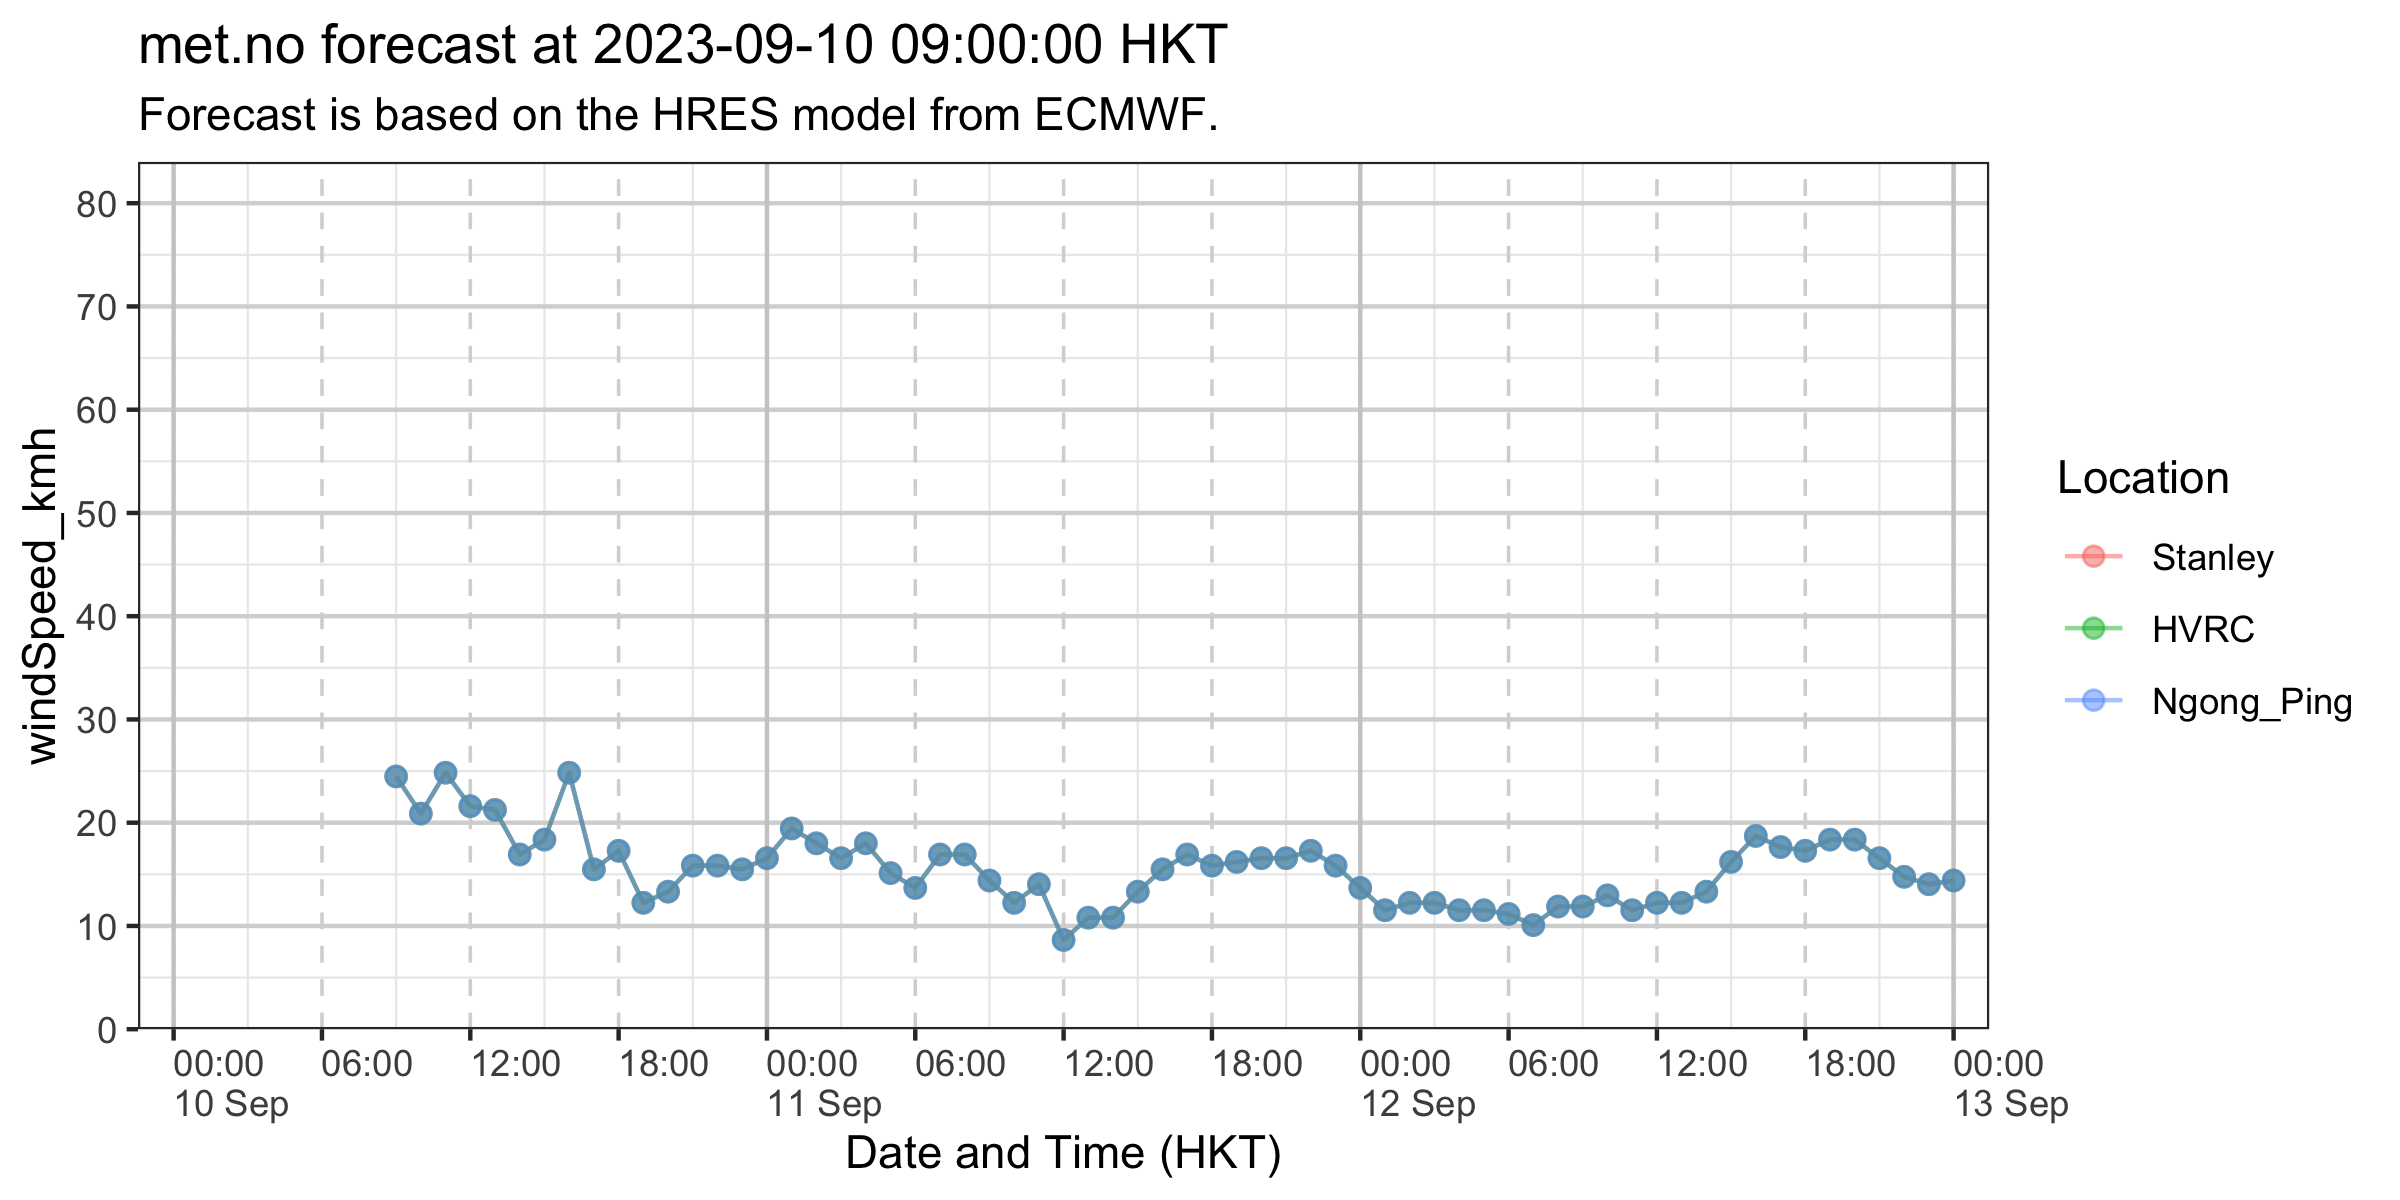 met.no forecast at 2023-09-10 09:00:00 HKT
Forecast is based on the HRES model from ECMWF.
windSpeed_kmh
80
70
60
50
40
30
20
10
0
00:00 06:00 12:00 18:00 00:00 06:00 12:00 18:00 00:00 06:00 12:00 18:00 00:00
10 Sep 11 Sep 12 Sep 13 Sep
Date and Time (HKT)
Location
Stanley
HVRC
Ngong_Ping